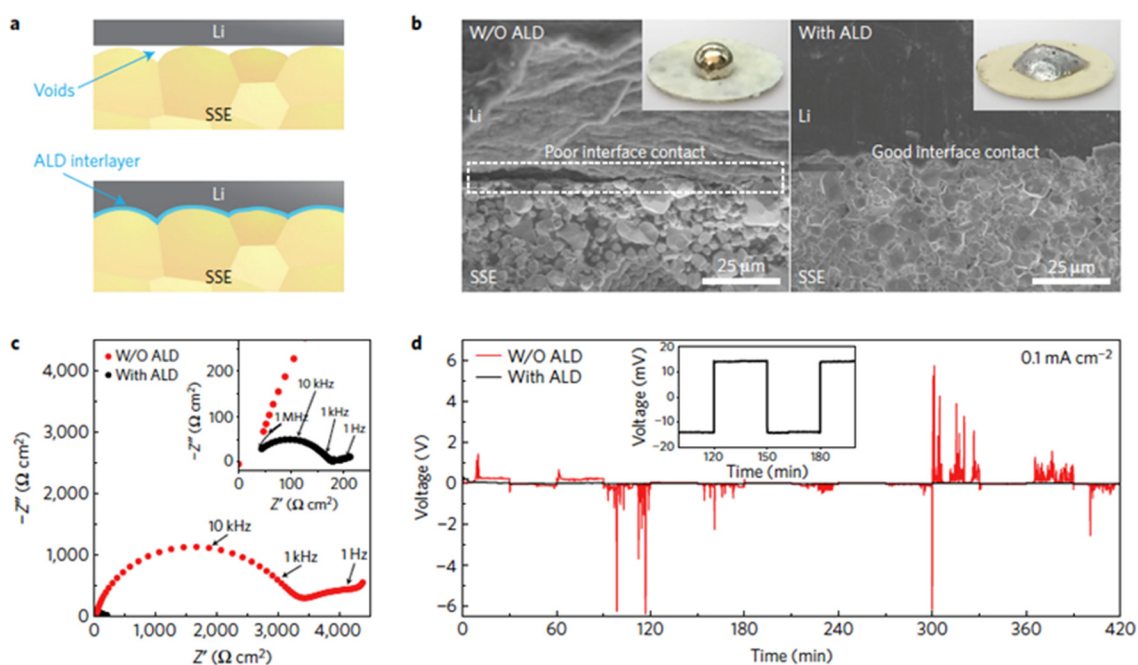 a
Li
Voids
SSE
ALD interlayer
Li
SSE
b
W/O ALD
Li
Poor interface contact
SSE
25 μm
With ALD
Li
Good interface contact
SSE
25 μm
c
4,000
3,000
2,000
1,000
0
−Z″ (Ω cm²)
W/O ALD
With ALD
200
100
50
0
−Z″ (Ω cm²)
10 kHz
1 MHz
1 kHz
1 Hz
0 100 200
Z′ (Ω cm²)
10 kHz
1 kHz
1 Hz
0 1,000 2,000 3,000 4,000
Z′ (Ω cm²)
d
6
4
2
0
−2
−4
−6
Voltage (V)
W/O ALD
With ALD
0.1 mA cm⁻²
20
10
0
−10
−20
Voltage (mV)
120 150 180
Time (min)
0 60 120 180 240 300 360 420
Time (min)